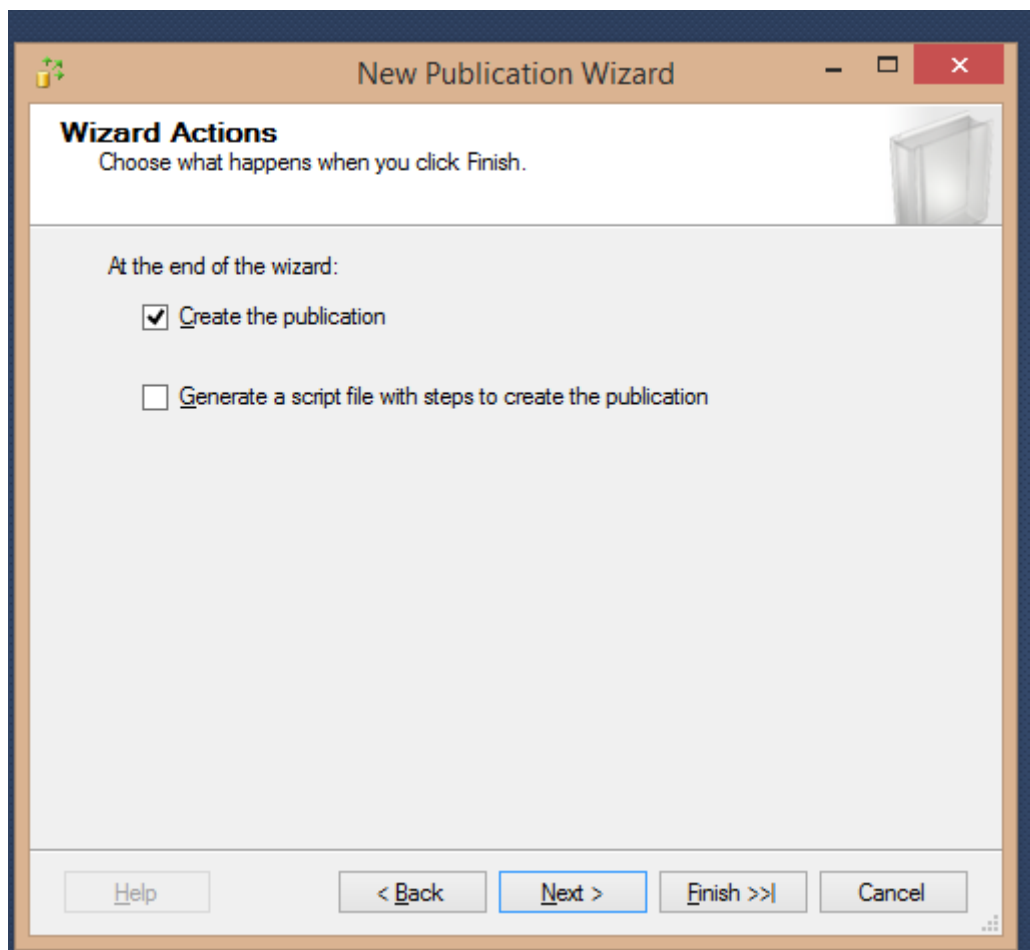 New Publication Wizard
Wizard Actions
Choose what happens when you click Finish.
At the end of the wizard:
Create the publication
Generate a script file with steps to create the publication
Help
< Back
Next >
Finish >>|
Cancel